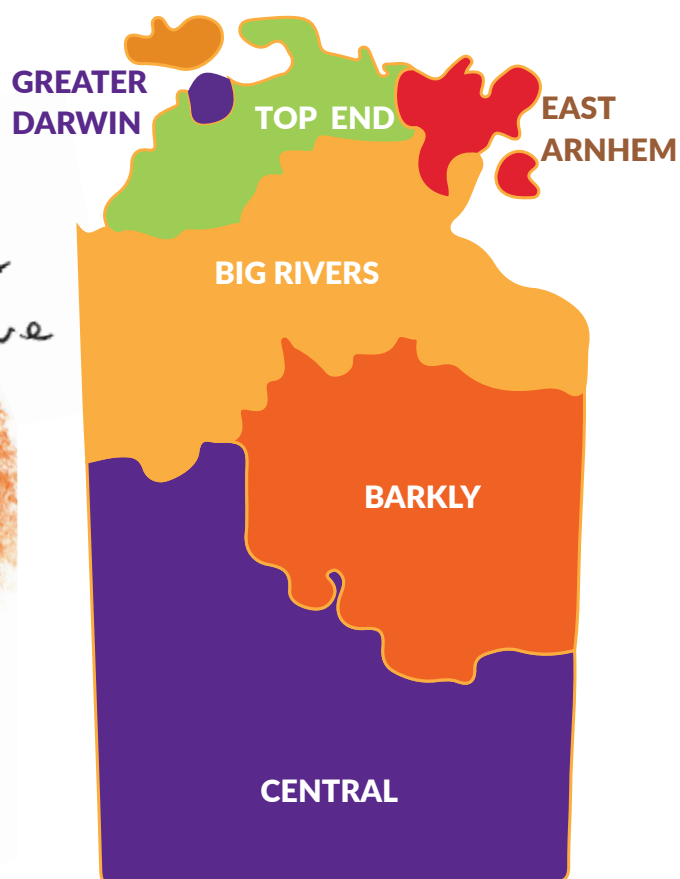 GREATER
DARWIN
TOP END
EAST
ARNHEM
BIG RIVERS
BARKLY
CENTRAL